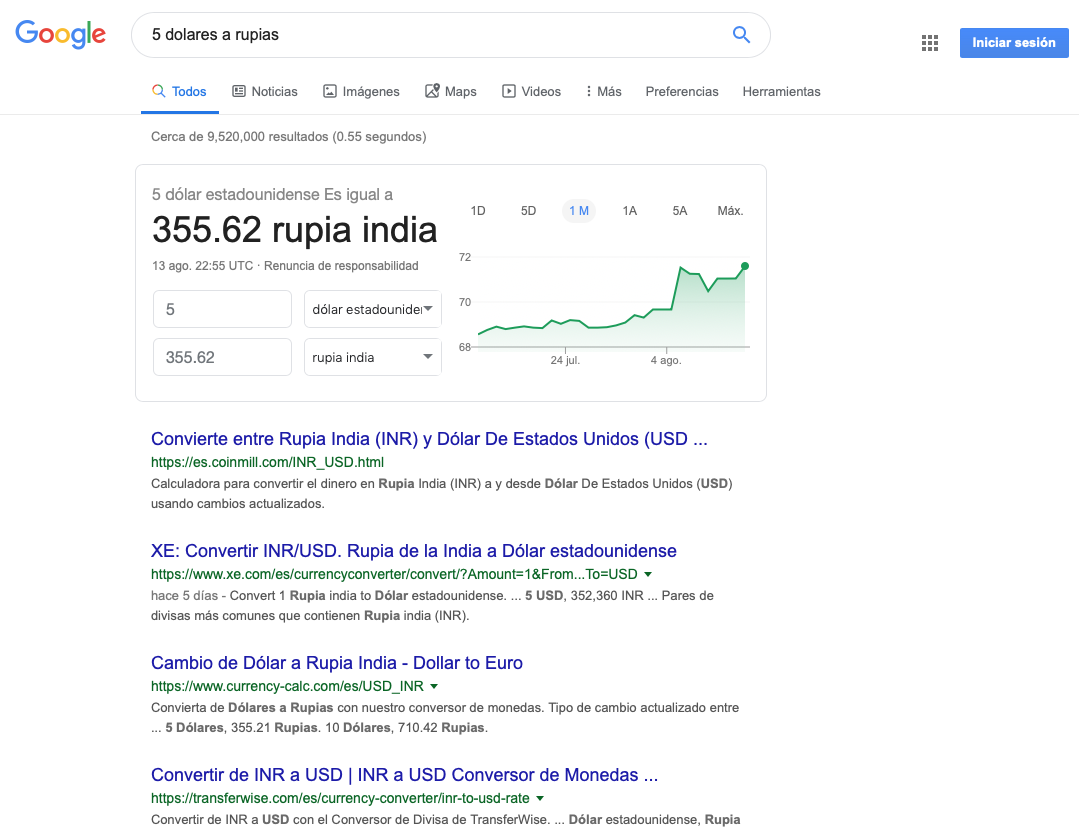 Google
5 dolares a rupias
Iniciar sesión
Todos Noticias Imágenes Maps Videos Más Preferencias Herramientas
Cerca de 9,520,000 resultados (0.55 segundos)
5 dólar estadounidense Es igual a
355.62 rupia india
13 ago. 22:55 UTC · Renuncia de responsabilidad
5 dólar estadouniden
355.62 rupia india
1D 5D 1 M 1A 5A Máx.
72
70
68
24 jul. 4 ago.
Convierte entre Rupia India (INR) y Dólar De Estados Unidos (USD ...
https://es.coinmill.com/INR_USD.html
Calculadora para convertir el dinero en Rupia India (INR) a y desde Dólar De Estados Unidos (USD)
usando cambios actualizados.
XE: Convertir INR/USD. Rupia de la India a Dólar estadounidense
https://www.xe.com/es/currencyconverter/convert/?Amount=1&From...To=USD
hace 5 días - Convert 1 Rupia india to Dólar estadounidense. ... 5 USD, 352,360 INR ... Pares de
divisas más comunes que contienen Rupia india (INR).
Cambio de Dólar a Rupia India - Dollar to Euro
https://www.currency-calc.com/es/USD_INR
Convierta de Dólares a Rupias con nuestro conversor de monedas. Tipo de cambio actualizado entre
... 5 Dólares, 355.21 Rupias. 10 Dólares, 710.42 Rupias.
Convertir de INR a USD | INR a USD Conversor de Monedas ...
https://transferwise.com/es/currency-converter/inr-to-usd-rate
Convertir de INR a USD con el Conversor de Divisa de TransferWise. ... Dólar estadounidense, Rupia